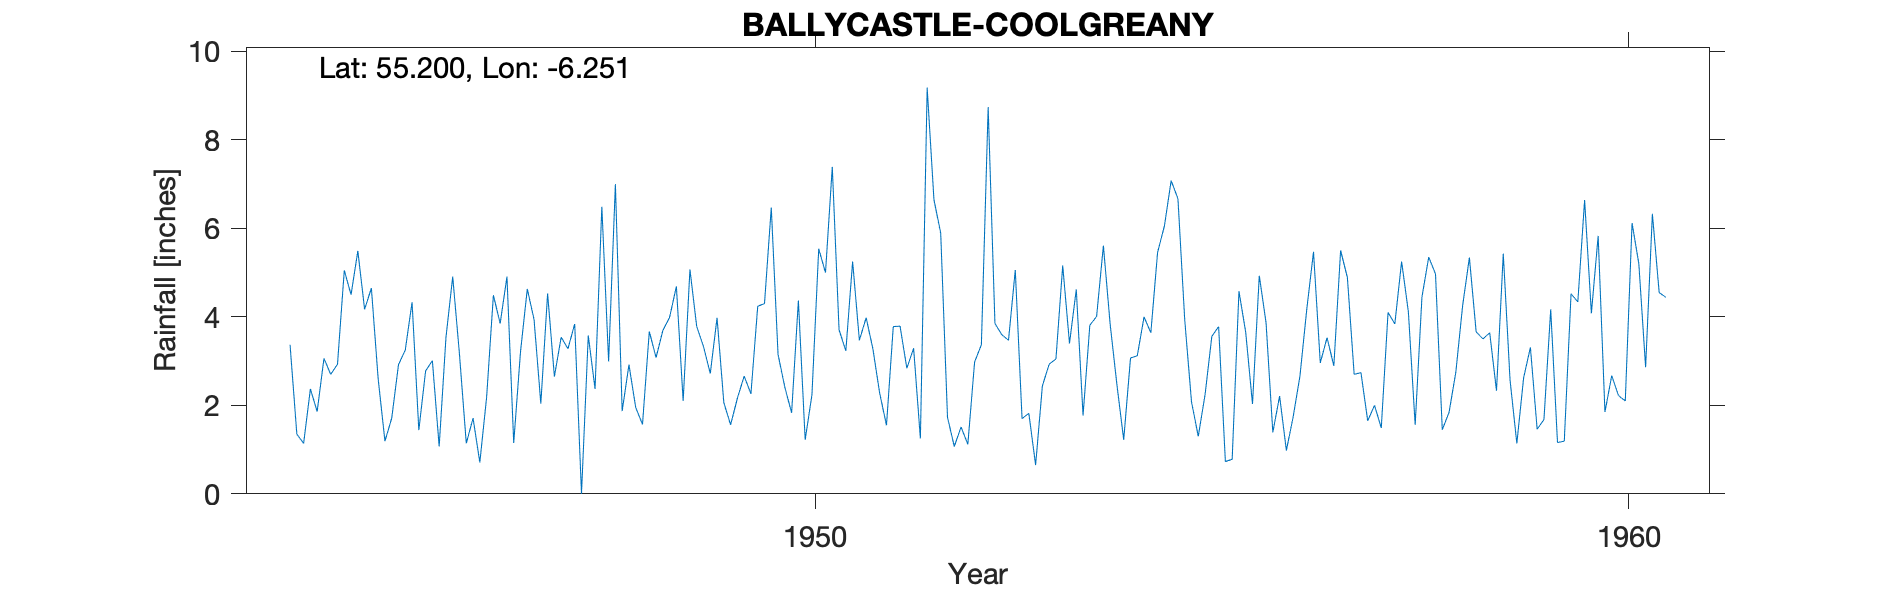 BALLYCASTLE-COOLGREANY
Lat: 55.200, Lon: -6.251
Rainfall [inches]
10
8
6
4
2
0
1950 1960
Year